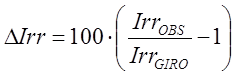 ΔIrr = 100 · ( Irr_OBS / Irr_GIRO − 1 )